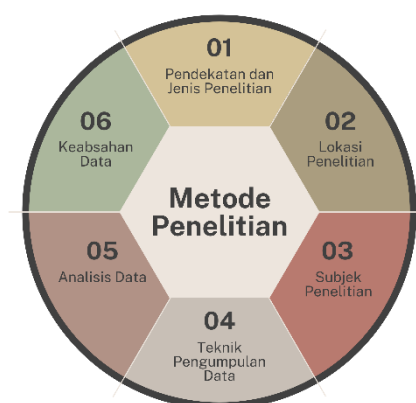 Metode
Penelitian
01
Pendekatan dan
Jenis Penelitian
02
Lokasi
Penelitian
03
Subjek
Penelitian
04
Teknik
Pengumpulan
Data
05
Analisis Data
06
Keabsahan
Data